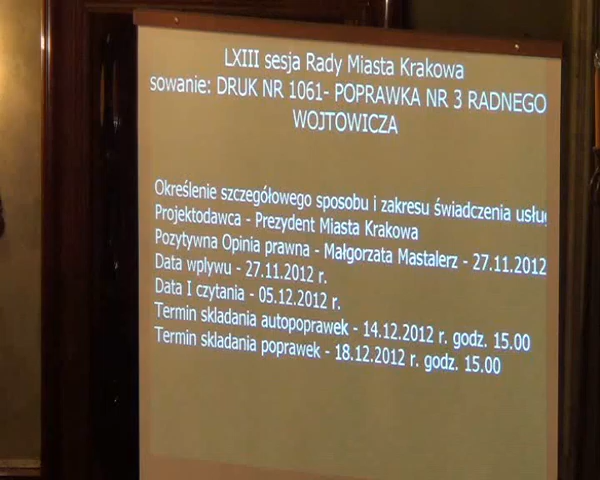 LXIII sesja Rady Miasta Krakowa
sowanie: DRUK NR 1061- POPRAWKA NR 3 RADNEGO
WOJTOWICZA
Określenie szczegółowego sposobu i zakresu świadczenia usług
Projektodawca - Prezydent Miasta Krakowa
Pozytywna Opinia prawna - Małgorzata Mastalerz - 27.11.2012
Data wpływu - 27.11.2012 r.
Data I czytania - 05.12.2012 r.
Termin składania autopoprawek - 14.12.2012 r. godz. 15.00
Termin składania poprawek - 18.12.2012 r. godz. 15.00